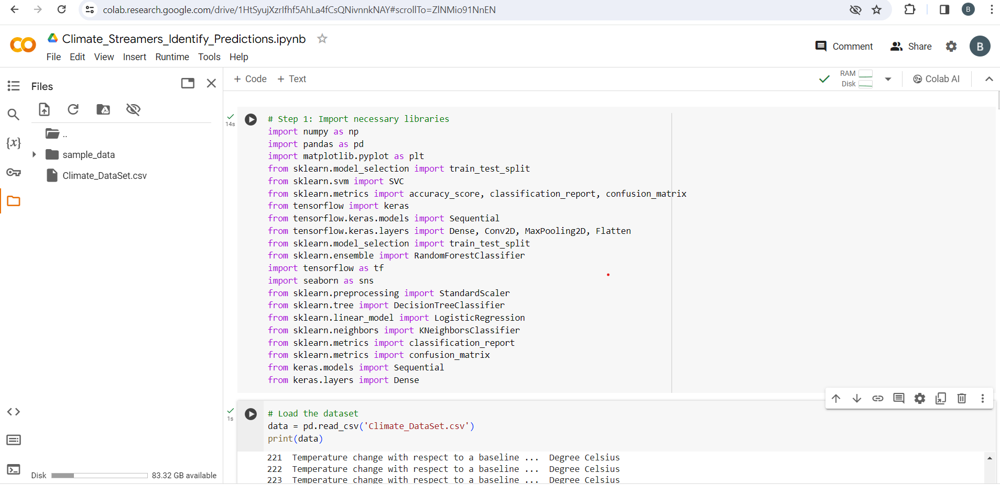 colab.research.google.com/drive/1HtSyujXzrIfhf5AhLa4fCsQNivnnkNAY#scrollTo=ZlNMio91NnEN
B
Climate_Streamers_Identify_Predictions.ipynb
File Edit View Insert Runtime Tools Help
Comment
Share
B
Files
..
sample_data
Climate_DataSet.csv
{x}
Disk 83.32 GB available
+ Code + Text
RAM
Disk
Colab AI
14s
# Step 1: Import necessary libraries
import numpy as np
import pandas as pd
import matplotlib.pyplot as plt
from sklearn.model_selection import train_test_split
from sklearn.svm import SVC
from sklearn.metrics import accuracy_score, classification_report, confusion_matrix
from tensorflow import keras
from tensorflow.keras.models import Sequential
from tensorflow.keras.layers import Dense, Conv2D, MaxPooling2D, Flatten
from sklearn.model_selection import train_test_split
from sklearn.ensemble import RandomForestClassifier
import tensorflow as tf
import seaborn as sns
from sklearn.preprocessing import StandardScaler
from sklearn.tree import DecisionTreeClassifier
from sklearn.linear_model import LogisticRegression
from sklearn.neighbors import KNeighborsClassifier
from sklearn.metrics import classification_report
from sklearn.metrics import confusion_matrix
from keras.models import Sequential
from keras.layers import Dense
1s
# Load the dataset
data = pd.read_csv('Climate_DataSet.csv')
print(data)
221 Temperature change with respect to a baseline ... Degree Celsius
222 Temperature change with respect to a baseline ... Degree Celsius
223 Temperature change with respect to a baseline ... Degree Celsius